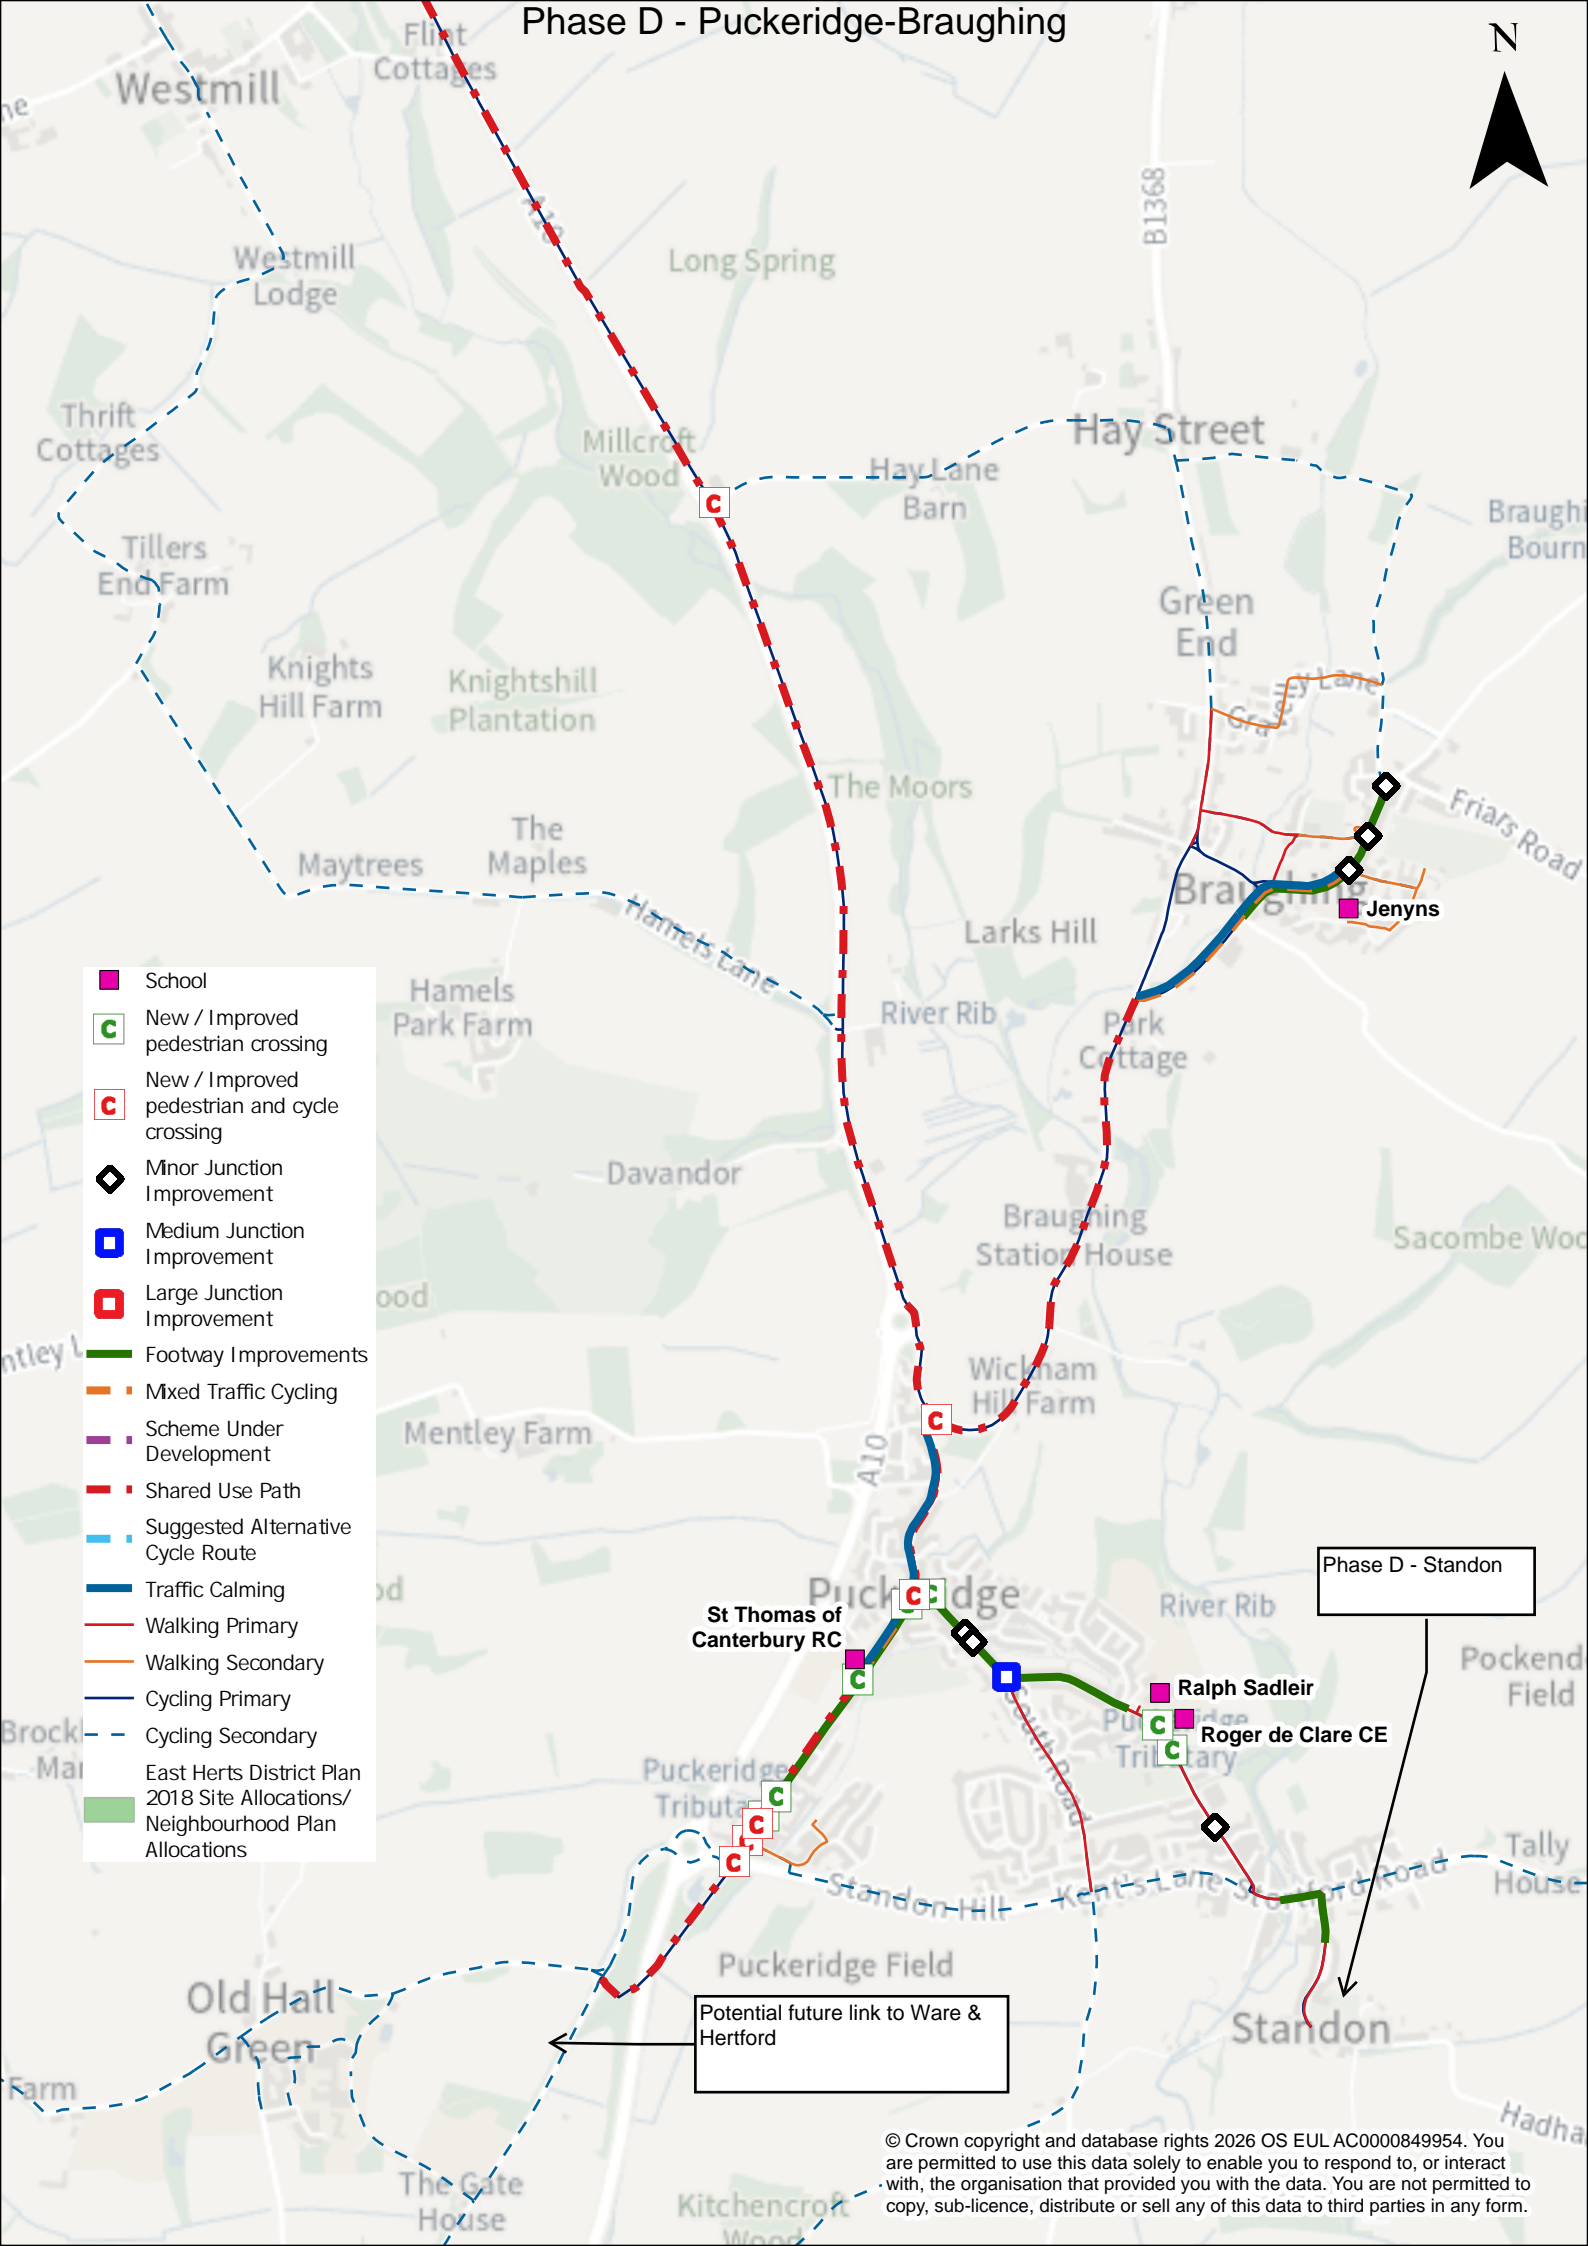 Phase D - Puckeridge-Braughing
N
Flint
Cottages
Westmill
A10
B1368
Westmill
Lodge
Long Spring
Thrift
Cottages
Millcroft
Wood
Hay Street
Hay Lane
Barn
C
Tillers
End Farm
Green
End
Knights
Hill Farm
Knightshill
Plantation
Gravelly Lane
The Moors
Friars Road
The
Maples
Maytrees
Braughing
Jenyns
Hamels Lane
Larks Hill
Hamels
Park Farm
River Rib
Park
Cottage
Davandor
Braughing
Station House
Wickham
Hill Farm
C
Mentley Farm
A10
School
C
New / Improved
pedestrian crossing
C
New / Improved
pedestrian and cycle
crossing
Minor Junction
Improvement
Medium Junction
Improvement
Large Junction
Improvement
Footway Improvements
Mixed Traffic Cycling
Scheme Under
Development
Shared Use Path
Suggested Alternative
Cycle Route
Traffic Calming
Walking Primary
Walking Secondary
Cycling Primary
Cycling Secondary
East Herts District Plan
2018 Site Allocations/
Neighbourhood Plan
Allocations
Phase D - Standon
C
C
C
St Thomas of
Canterbury RC
C
River Rib
Ralph Sadleir
C
Roger de Clare CE
C
South Road
Puckeridge
C
C
C
C
Standon Hill
Kent's Lane
Stortford Road
Tally
House
Puckeridge Field
Old Hall
Green
Potential future link to Ware &
Hertford
Standon
Farm
The Gate
House
Kitchencroft
Wood
© Crown copyright and database rights 2026 OS EUL AC0000849954. You
are permitted to use this data solely to enable you to respond to, or interact
with, the organisation that provided you with the data. You are not permitted to
copy, sub-licence, distribute or sell any of this data to third parties in any form.